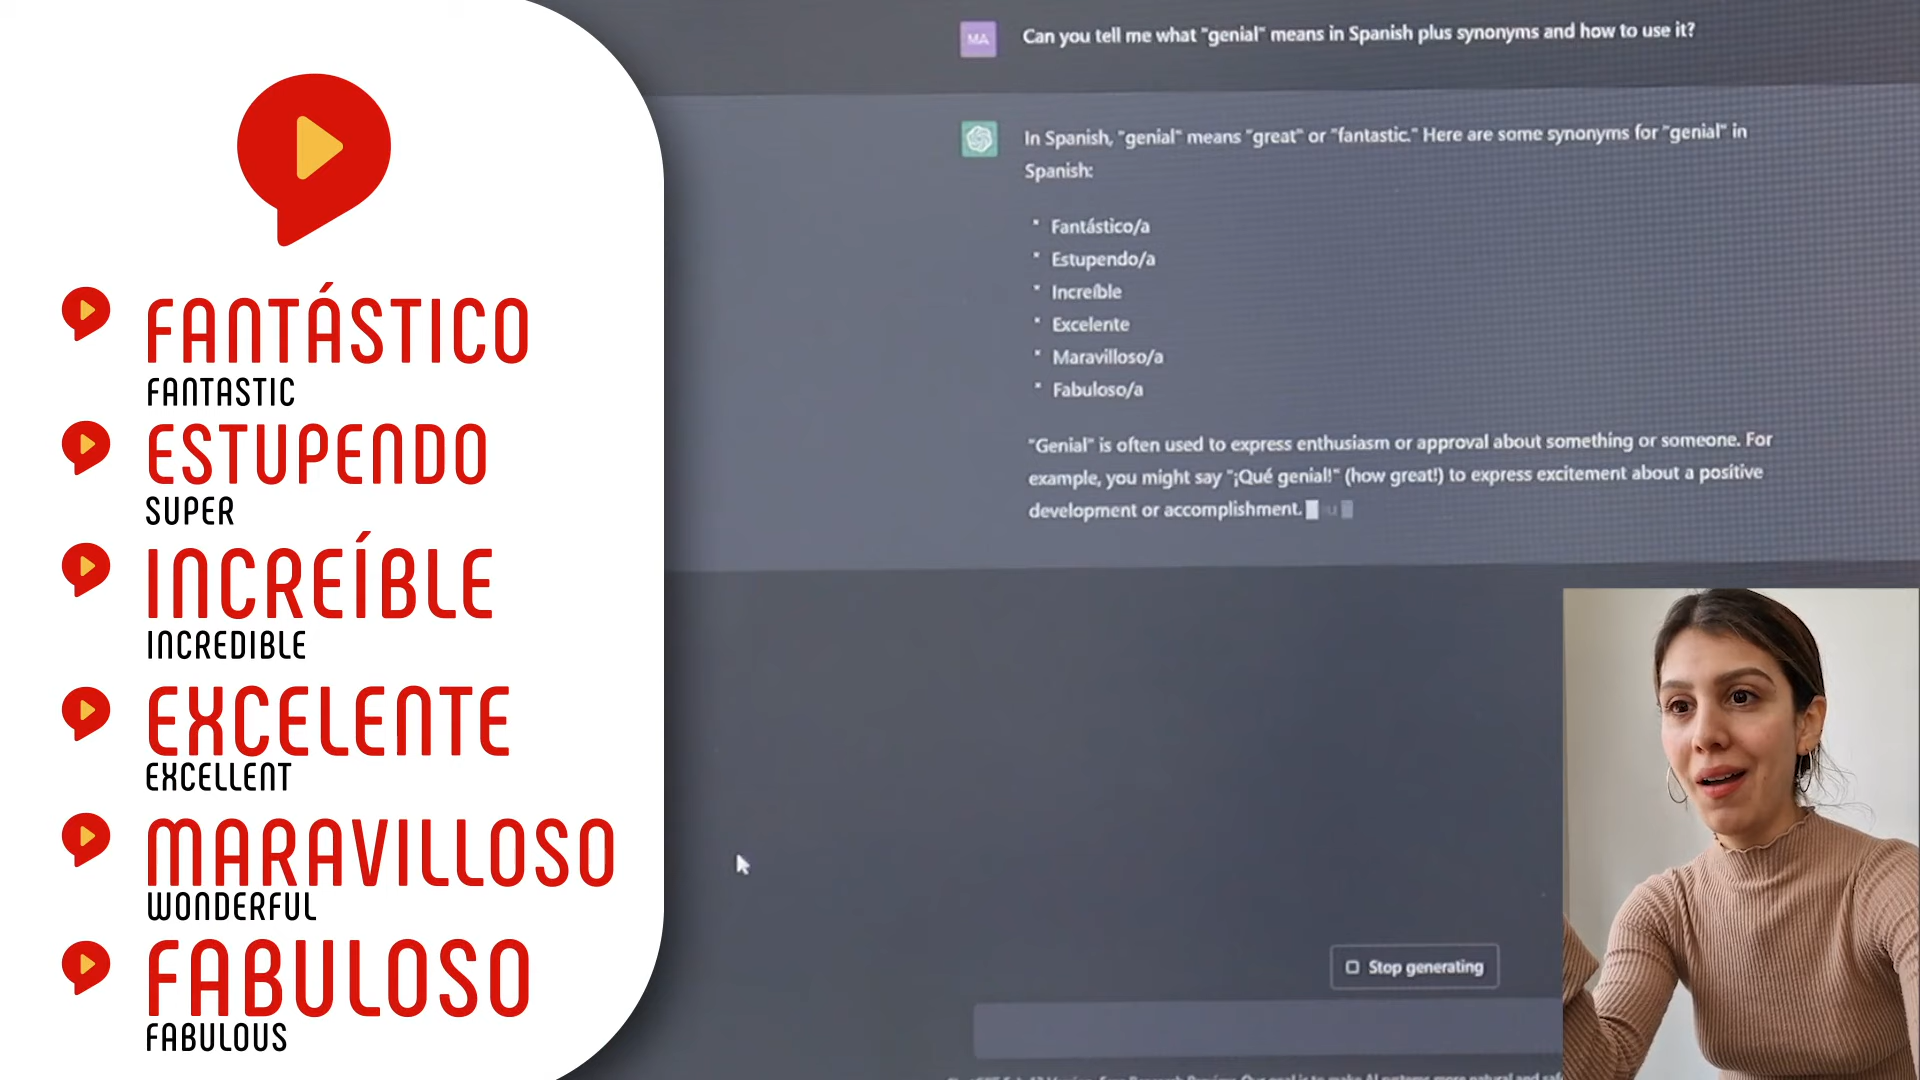 FANTÁSTICO
FANTASTIC
ESTUPENDO
SUPER
INCREÍBLE
INCREDIBLE
EXCELENTE
EXCELLENT
MARAVILLOSO
WONDERFUL
FABULOSO
FABULOUS
MA
Can you tell me what "genial" means in Spanish plus synonyms and how to use it?
In Spanish, "genial" means "great" or "fantastic." Here are some synonyms for "genial" in
Spanish:
Fantástico/a
Estupendo/a
Increíble
Excelente
Maravilloso/a
Fabuloso/a
"Genial" is often used to express enthusiasm or approval about something or someone. For
example, you might say "¡Qué genial!" (how great!) to express excitement about a positive
development or accomplishment.
Stop generating